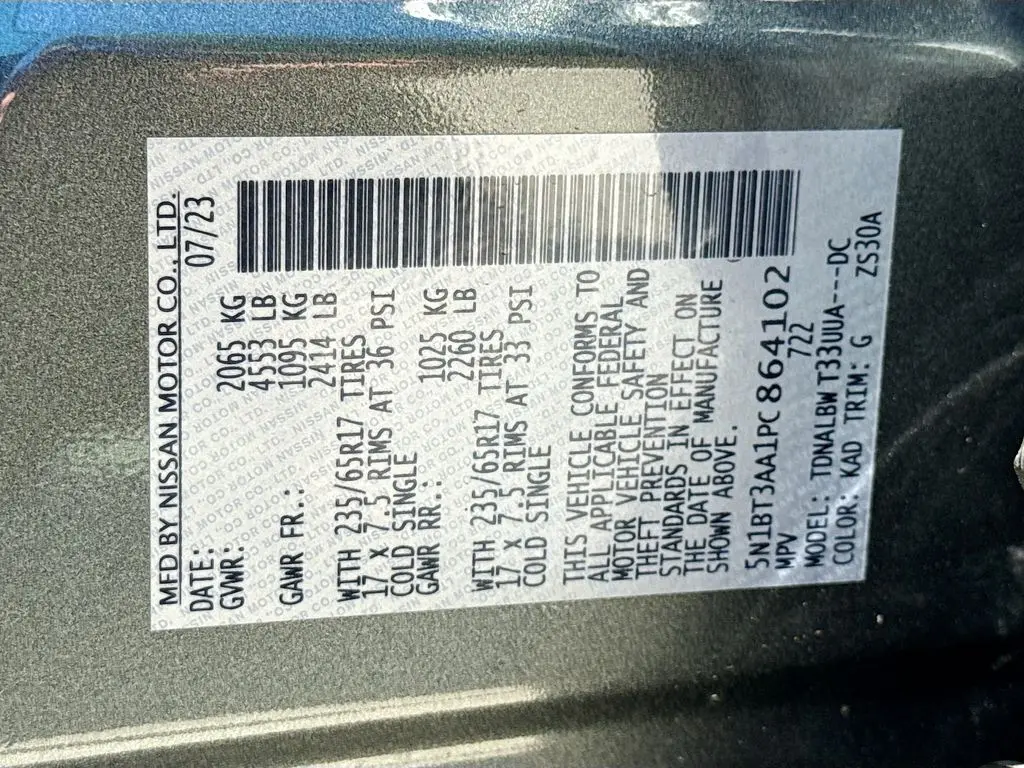 MFD BY NISSAN MOTOR CO., LTD.
DATE: 07/23
GVWR: 2065 KG
4553 LB
GAWR FR.: 1095 KG
2414 LB
WITH 235/65R17 TIRES
17 X 7.5 RIMS AT 36 PSI
COLD SINGLE
GAWR RR.: 1025 KG
2260 LB
WITH 235/65R17 TIRES
17 X 7.5 RIMS AT 33 PSI
COLD SINGLE
THIS VEHICLE CONFORMS TO
ALL APPLICABLE FEDERAL
MOTOR VEHICLE SAFETY AND
THEFT PREVENTION
STANDARDS IN EFFECT ON
THE DATE OF MANUFACTURE
SHOWN ABOVE.
5N1BT3AA1PC864102
MPV 722
MODEL: TDNALBW T33UUA---DC
COLOR: KAD TRIM: G ZS30A